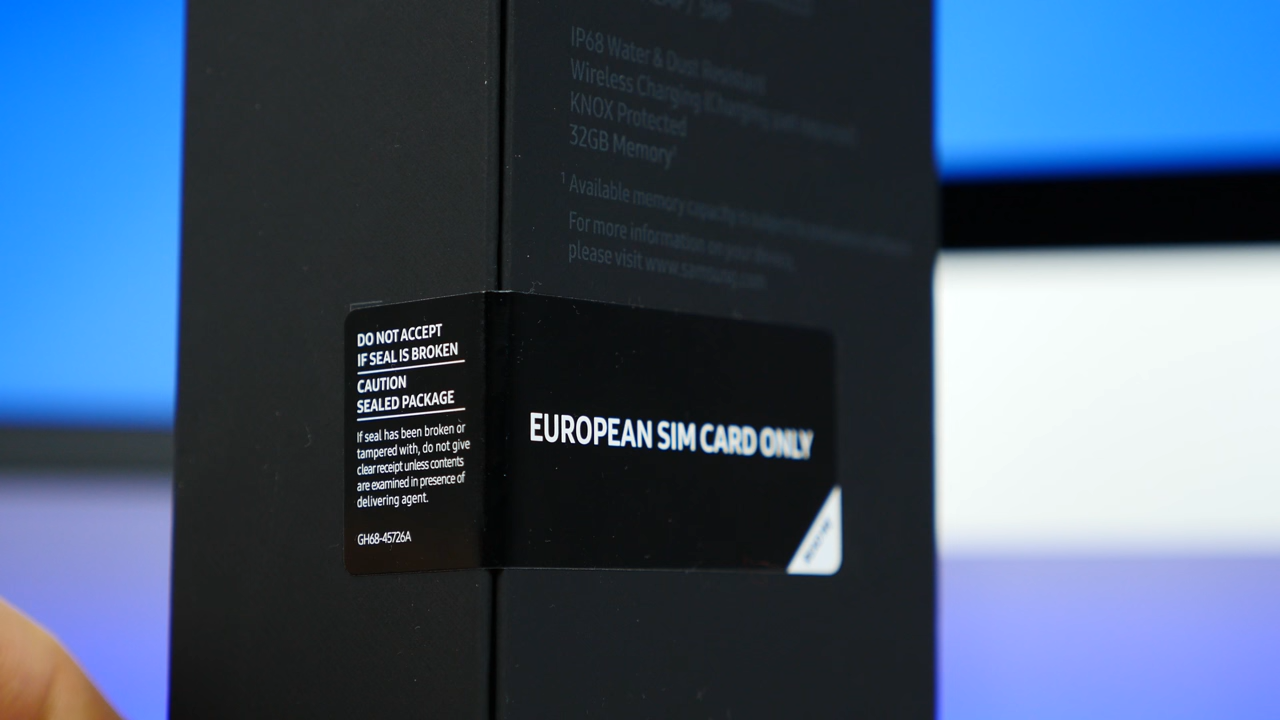 IP68 Water & Dust Resistant
Wireless Charging (Charging pad required)
KNOX Protected
32GB Memory¹
¹ Available memory capacity is subject to
For more information on your device,
please visit www.samsung.com
DO NOT ACCEPT
IF SEAL IS BROKEN
CAUTION
SEALED PACKAGE
If seal has been broken or
tampered with, do not give
clear receipt unless contents
are examined in presence of
delivering agent.
GH68-45726A
EUROPEAN SIM CARD ONLY